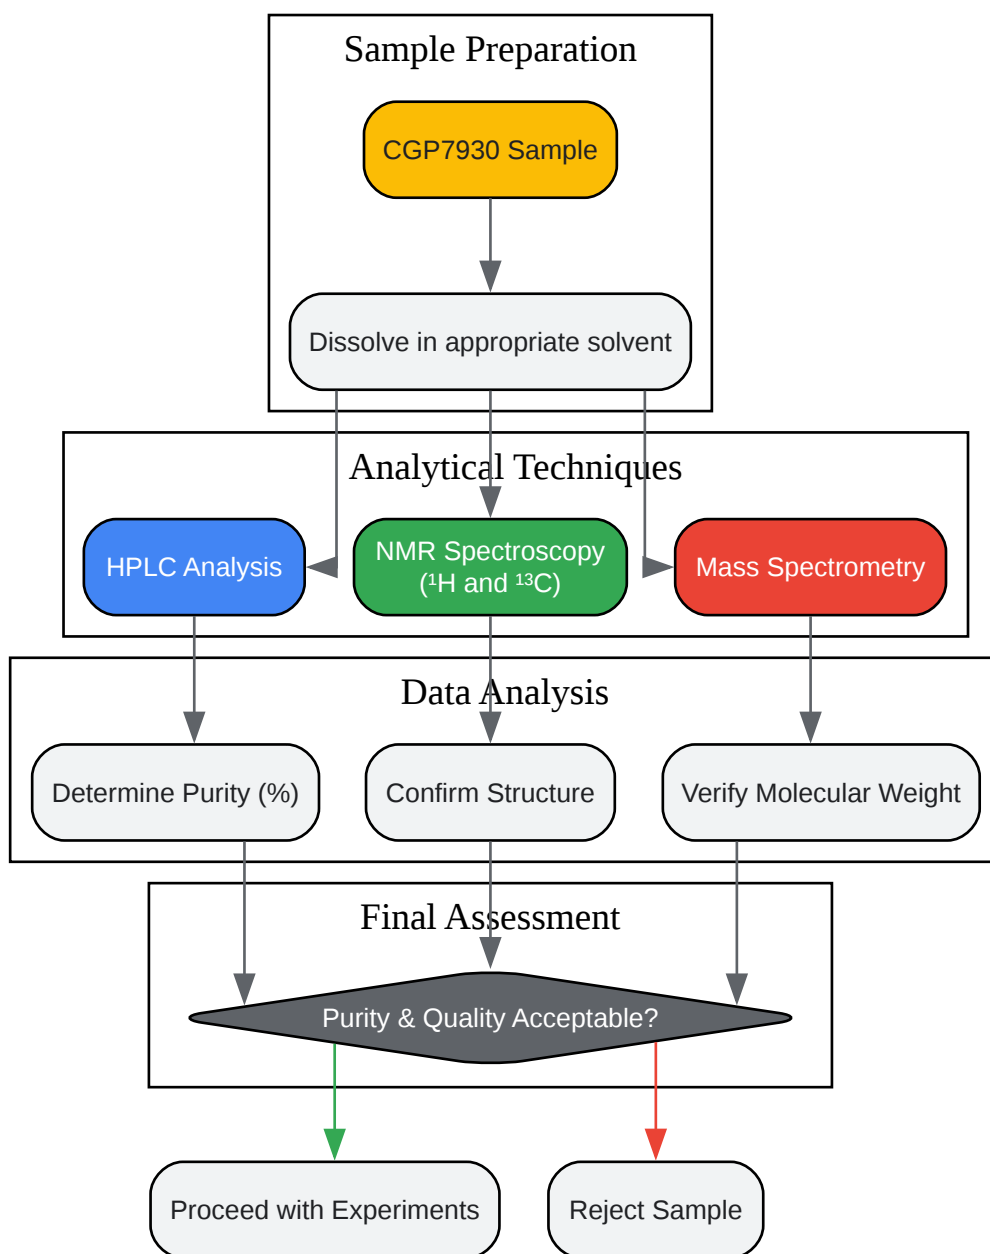 Sample Preparation
CGP7930 Sample
Dissolve in appropriate solvent
Analytical Techniques
HPLC Analysis
NMR Spectroscopy
(¹H and ¹³C)
Mass Spectrometry
Data Analysis
Determine Purity (%)
Confirm Structure
Verify Molecular Weight
Final Assessment
Purity & Quality Acceptable?
Proceed with Experiments
Reject Sample